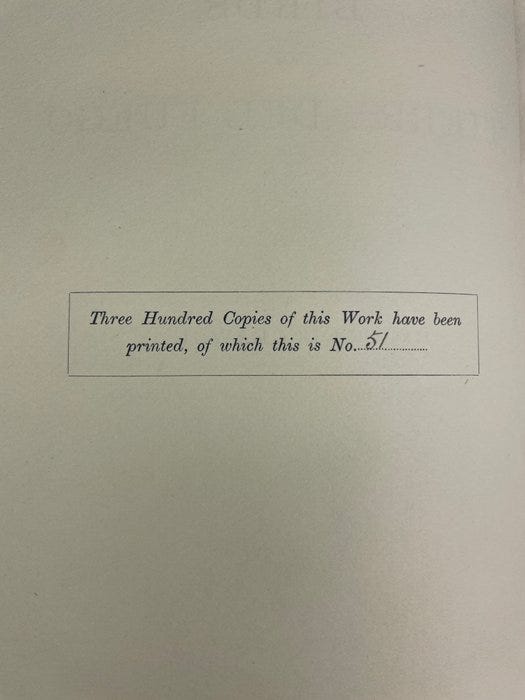 Three Hundred Copies of this Work have been
printed, of which this is No....51..............